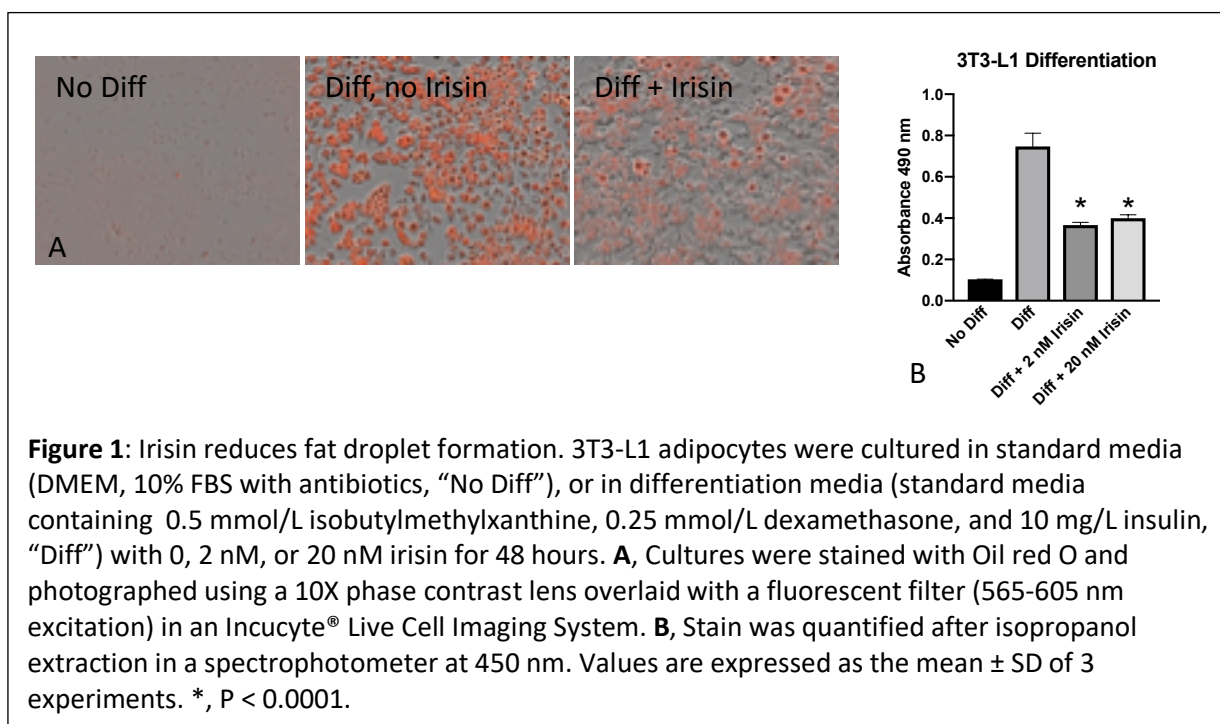 No Diff
Diff, no Irisin
Diff + Irisin
A
3T3-L1 Differentiation
Absorbance 490 nm
1.0
0.8
0.6
0.4
0.2
0.0
* *
No Diff
Diff
Diff + 2 nM Irisin
Diff + 20 nM Irisin
B
Figure 1: Irisin reduces fat droplet formation. 3T3-L1 adipocytes were cultured in standard media
(DMEM, 10% FBS with antibiotics, “No Diff”), or in differentiation media (standard media
containing 0.5 mmol/L isobutylmethylxanthine, 0.25 mmol/L dexamethasone, and 10 mg/L insulin,
“Diff”) with 0, 2 nM, or 20 nM irisin for 48 hours. A, Cultures were stained with Oil red O and
photographed using a 10X phase contrast lens overlaid with a fluorescent filter (565-605 nm
excitation) in an Incucyte® Live Cell Imaging System. B, Stain was quantified after isopropanol
extraction in a spectrophotometer at 450 nm. Values are expressed as the mean ± SD of 3
experiments. *, P < 0.0001.